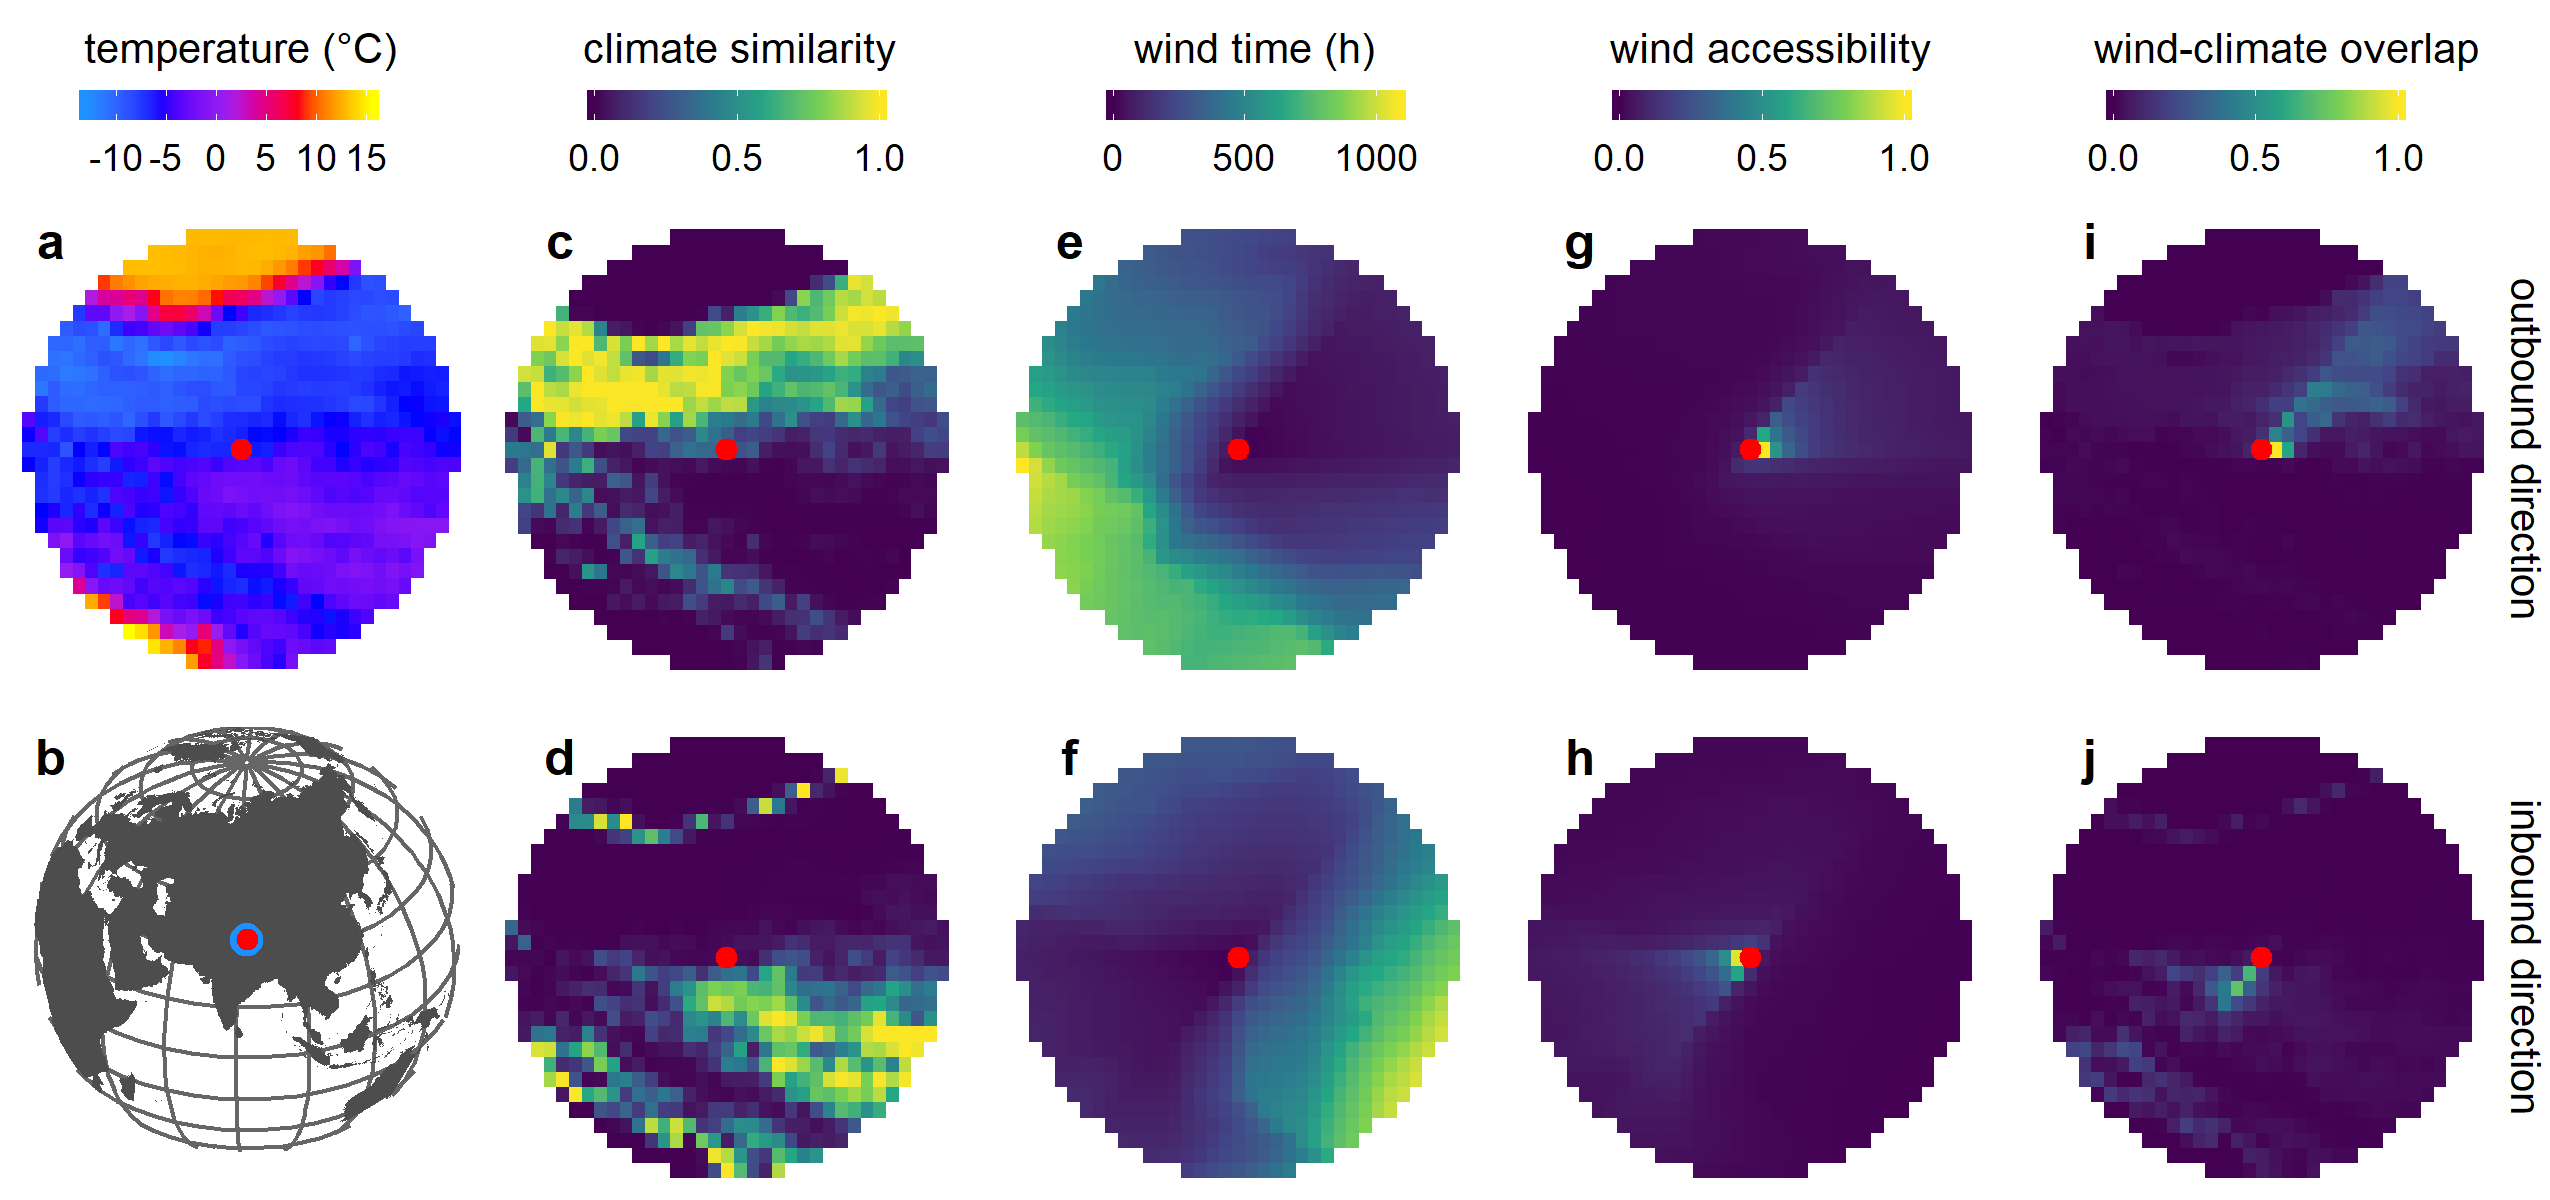 temperature (°C)
climate similarity
wind time (h)
wind accessibility
wind-climate overlap
-10 -5 0 5 10 15
0.0 0.5 1.0
0 500 1000
0.0 0.5 1.0
0.0 0.5 1.0
a
c
e
g
i
outbound direction
b
d
f
h
j
inbound direction